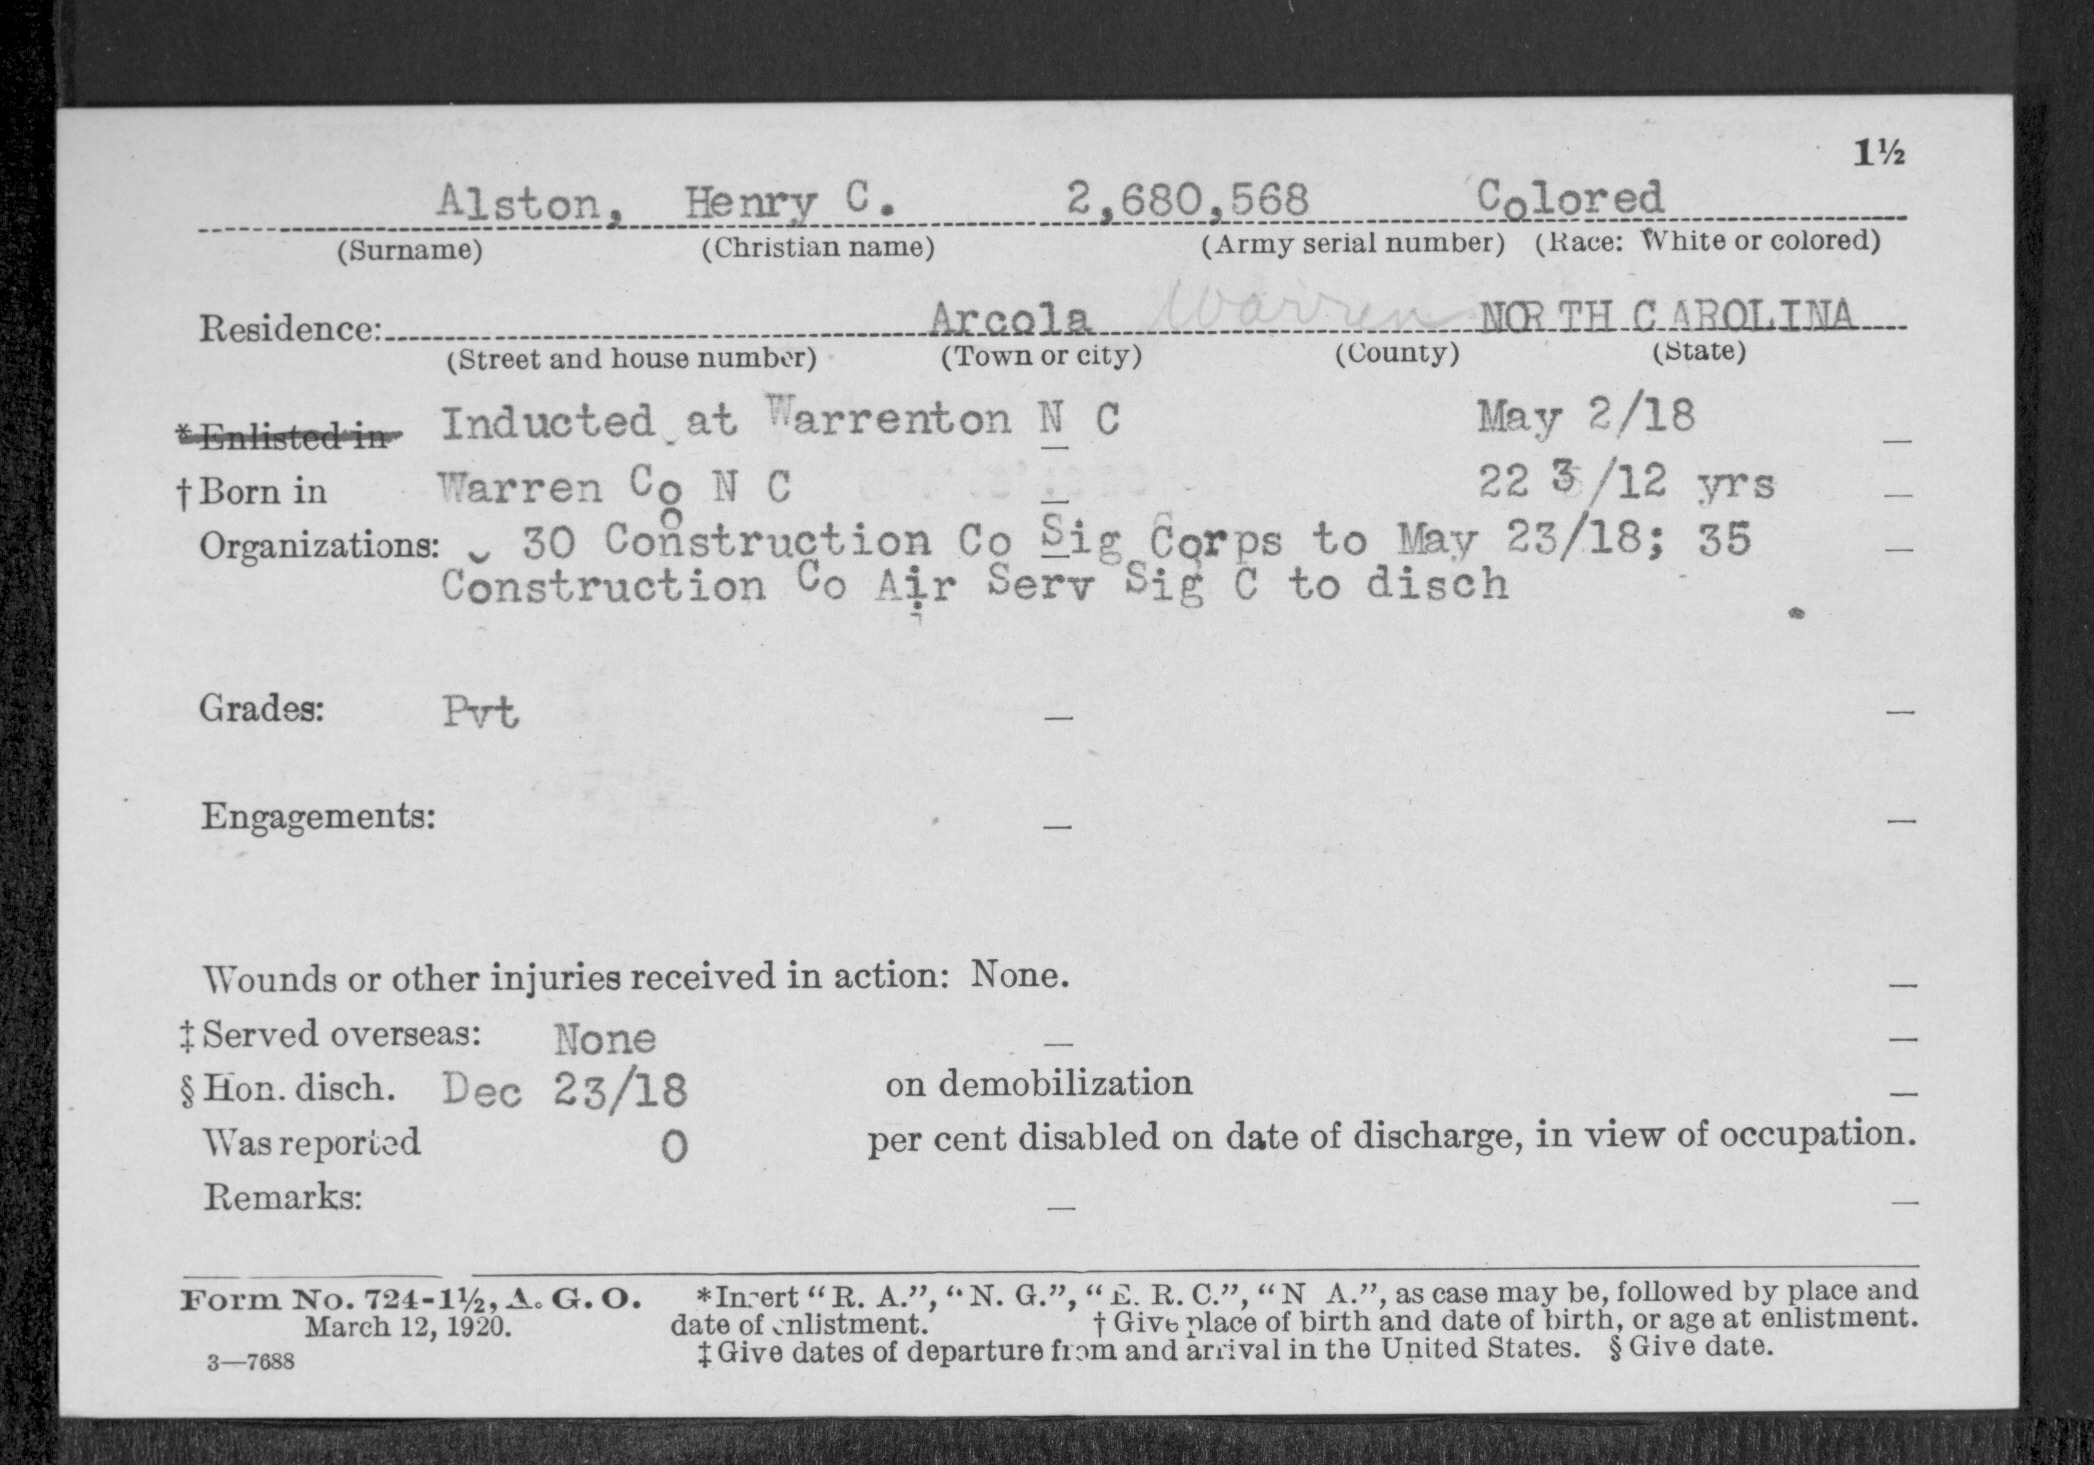 1½
Alston, Henry C. 2,680,568 Colored
(Surname) (Christian name) (Army serial number) (Race: White or colored)
Residence: Arcola Warren NORTH CAROLINA
(Street and house number) (Town or city) (County) (State)
*Enlisted in Inducted at Warrenton N C May 2/18
†Born in Warren Co N C 22 3/12 yrs
Organizations: 30 Construction Co Sig Corps to May 23/18; 35
Construction Co Air Serv Sig C to disch
Grades: Pvt
Engagements:
Wounds or other injuries received in action: None.
‡Served overseas: None
§Hon. disch. Dec 23/18 on demobilization
Was reported 0 per cent disabled on date of discharge, in view of occupation.
Remarks:
Form No. 724-1½, A. G. O. *Insert “R. A.”, “N. G.”, “E. R. C.”, “N A.”, as case may be, followed by place and
March 12, 1920. date of enlistment. †Give place of birth and date of birth, or age at enlistment.
3—7688 ‡Give dates of departure from and arrival in the United States. §Give date.